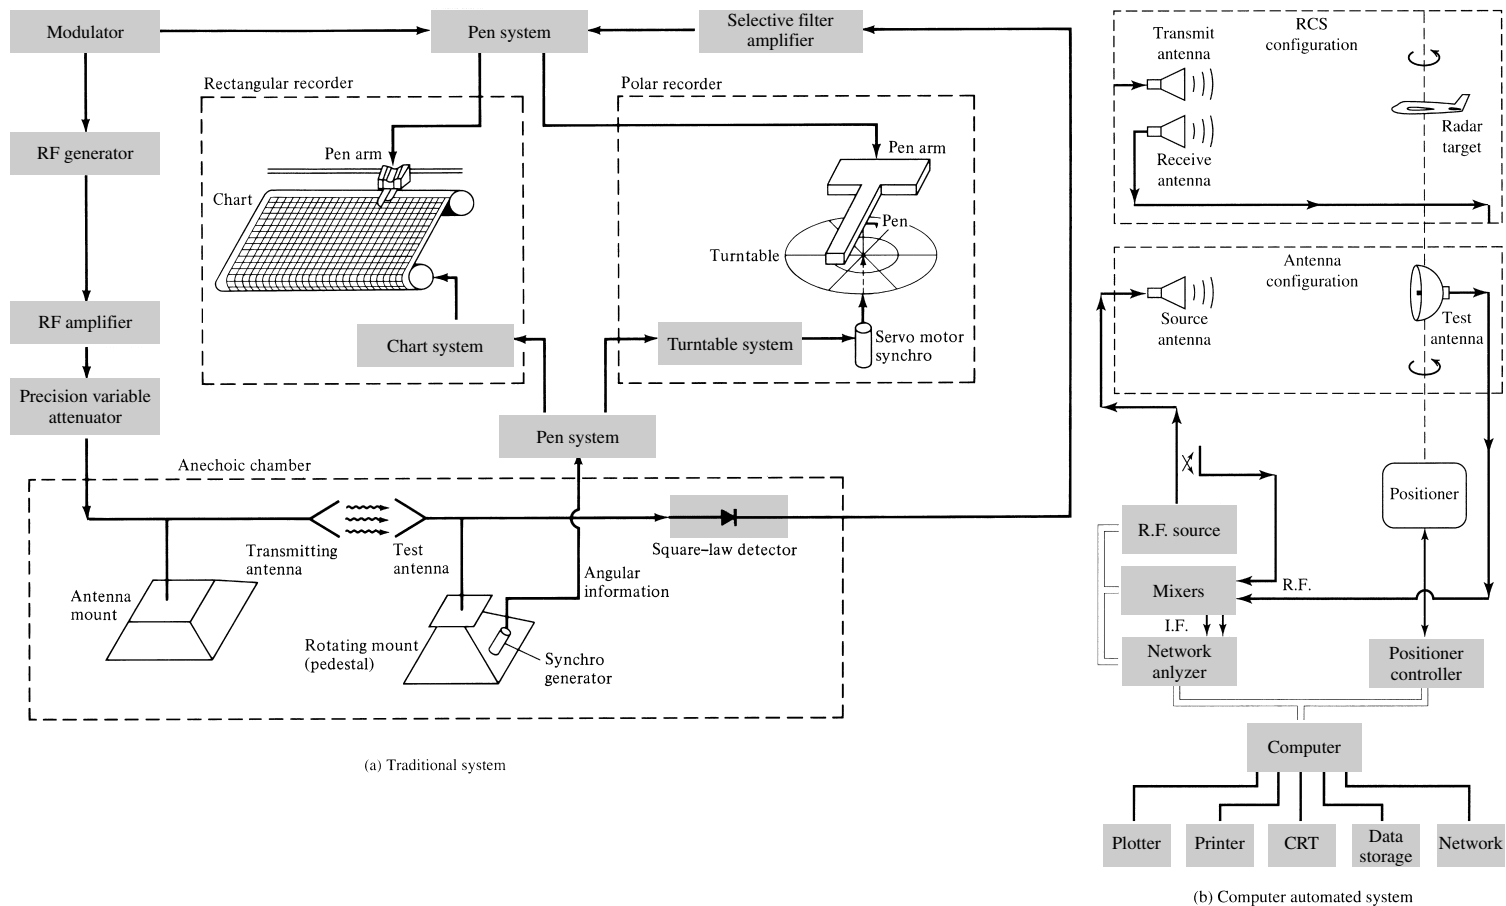 Modulator
Pen system
Selective filter
amplifier
Rectangular recorder
Polar recorder
RF generator
Pen arm
Chart
Pen arm
Pen
Turntable
RF amplifier
Chart system
Turntable system
Servo motor
synchro
Precision variable
attenuator
Pen system
Anechoic chamber
Transmitting
antenna
Test
antenna
Square-law detector
Angular
information
Antenna
mount
Rotating mount
(pedestal)
Synchro
generator
(a) Traditional system
RCS
configuration
Transmit
antenna
Receive
antenna
Radar
target
Antenna
configuration
Source
antenna
Test
antenna
Positioner
R.F. source
Mixers
R.F.
I.F.
Network
anlyzer
Positioner
controller
Computer
Plotter
Printer
CRT
Data
storage
Network
(b) Computer automated system